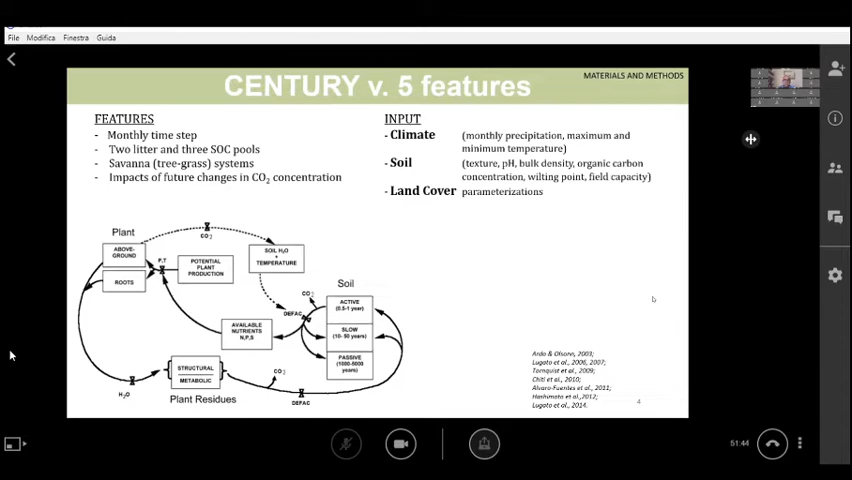 File Modifica Finestra Guida
CENTURY v. 5 features
MATERIALS AND METHODS
FEATURES
- Monthly time step
- Two litter and three SOC pools
- Savanna (tree-grass) systems
- Impacts of future changes in CO2 concentration
INPUT
- Climate (monthly precipitation, maximum and
minimum temperature)
- Soil (texture, pH, bulk density, organic carbon
concentration, wilting point, field capacity)
- Land Cover parameterizations
Plant
CO2
ABOVE-
GROUND
P,T
ROOTS
POTENTIAL
PLANT
PRODUCTION
SOIL H2O
+
TEMPERATURE
Soil
CO2
ACTIVE
(0.5-1 year)
DEFAC
SLOW
(10- 50 years)
PASSIVE
(1000-5000
years)
AVAILABLE
NUTRIENTS
N,P,S
STRUCTURAL
METABOLIC
CO2
H2O
Plant Residues
DEFAC
Ardo & Olsonn, 2003;
Lugato et al., 2006, 2007;
Tornquist et al., 2009;
Chiti et al., 2010;
Alvaro-Fuentes et al., 2011;
Hashimoto et al.,2012;
Lugato et al., 2014.
4
51:44